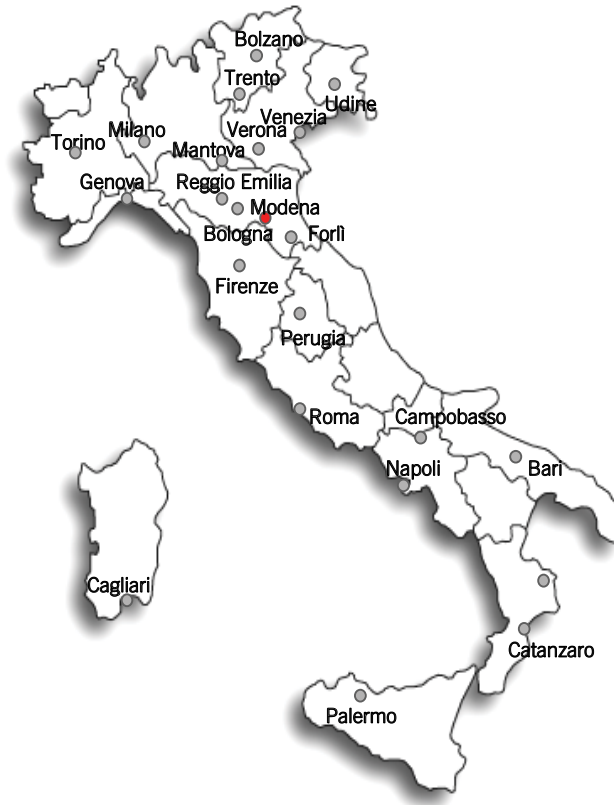 Bolzano
Trento
Udine
Venezia
Milano
Verona
Torino
Mantova
Genova
Reggio Emilia
Modena
Bologna
Forlì
Firenze
Perugia
Roma
Campobasso
Napoli
Bari
Cagliari
Catanzaro
Palermo